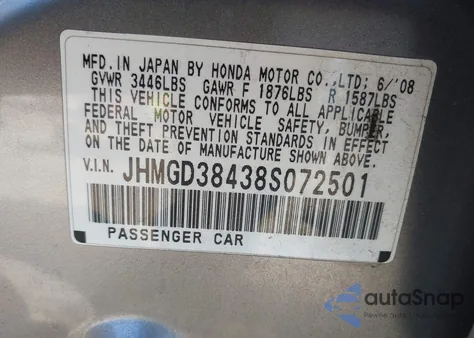 MFD.IN JAPAN BY HONDA MOTOR CO.,LTD; 6/'08
GVWR 3446LBS GAWR F 1876LBS R 1587LBS
THIS VEHICLE CONFORMS TO ALL APPLICABLE
FEDERAL MOTOR VEHICLE SAFETY, BUMPER,
AND THEFT PREVENTION STANDARDS IN EFFECT
ON THE DATE OF MANUFACTURE SHOWN ABOVE.
V.I.N. JHMGD38438S072501
PASSENGER CAR
autoSnap